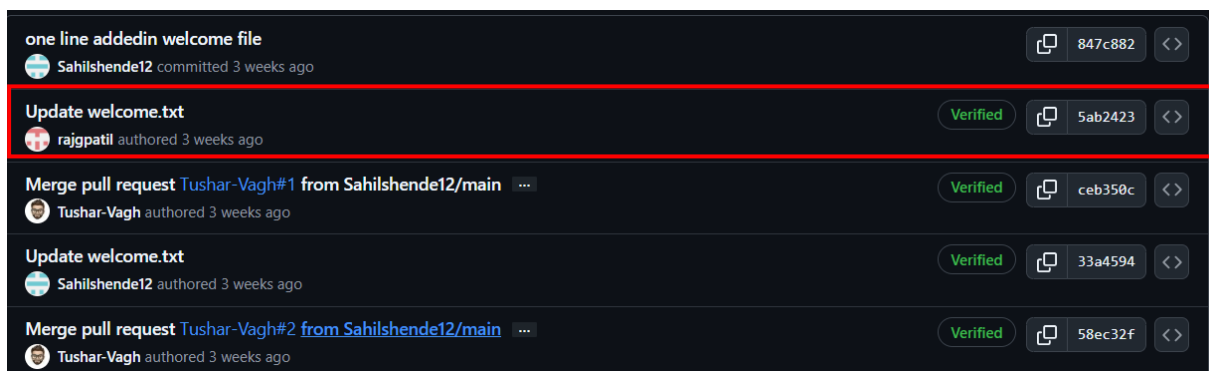 one line addedin welcome file
847c882
Sahilshende12 committed 3 weeks ago
Update welcome.txt
Verified
5ab2423
rajgpatil authored 3 weeks ago
Merge pull request Tushar-Vagh#1 from Sahilshende12/main ...
Verified
ceb350c
Tushar-Vagh authored 3 weeks ago
Update welcome.txt
Verified
33a4594
Sahilshende12 authored 3 weeks ago
Merge pull request Tushar-Vagh#2 from Sahilshende12/main ...
Verified
58ec32f
Tushar-Vagh authored 3 weeks ago